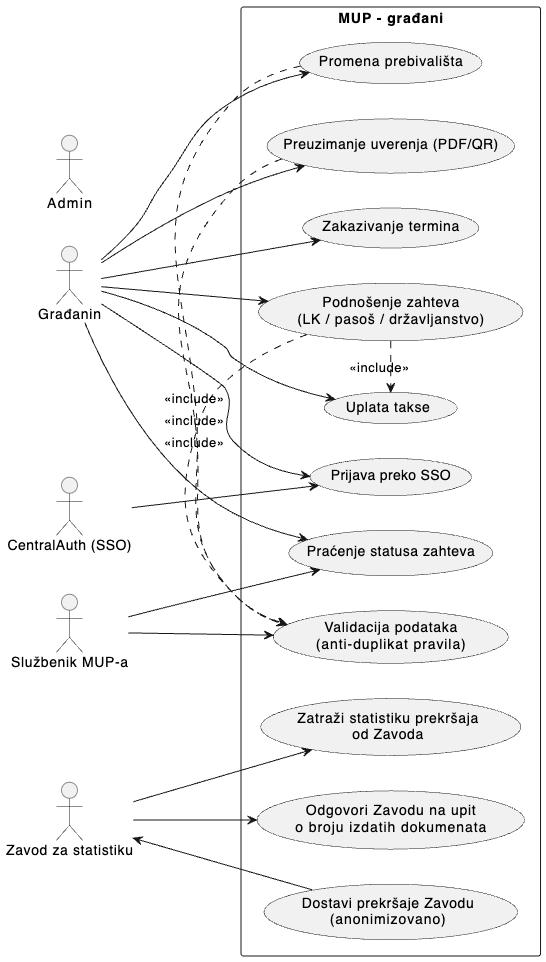 MUP - građani
Promena prebivališta
Preuzimanje uverenja (PDF/QR)
Admin
Zakazivanje termina
Građanin
Podnošenje zahteva
(LK / pasoš / državljanstvo)
«include»
«include»
Uplata takse
«include»
«include»
Prijava preko SSO
CentralAuth (SSO)
Praćenje statusa zahteva
Službenik MUP-a
Validacija podataka
(anti-duplikat pravila)
Zatraži statistiku prekršaja
od Zavoda
Zavod za statistiku
Odgovori Zavodu na upit
o broju izdatih dokumenata
Dostavi prekršaje Zavodu
(anonimizovano)